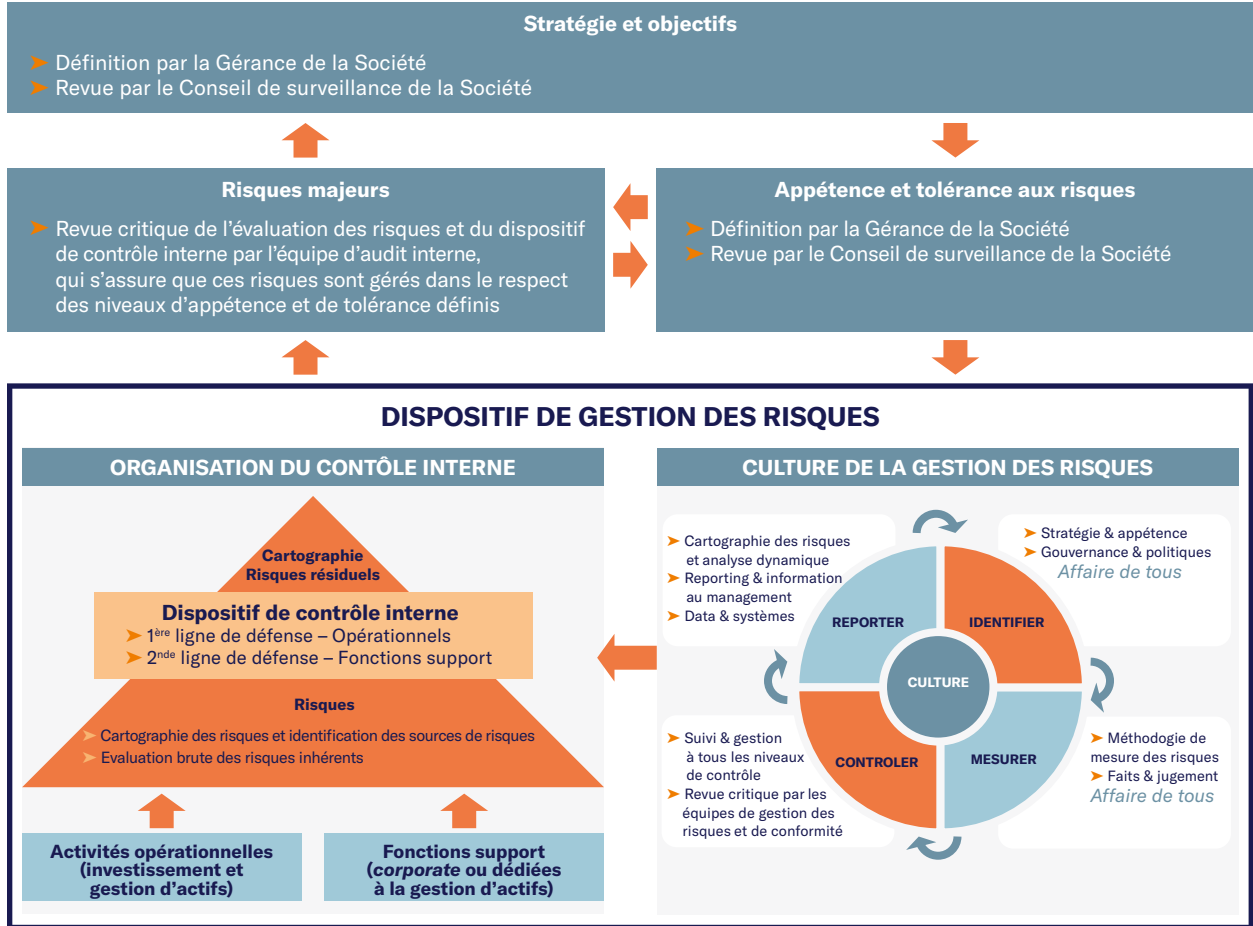 Stratégie et objectifs
➤ Définition par la Gérance de la Société
➤ Revue par le Conseil de surveillance de la Société
Risques majeurs
➤ Revue critique de l'évaluation des risques et du dispositif
de contrôle interne par l'équipe d'audit interne,
qui s'assure que ces risques sont gérés dans le respect
des niveaux d'appétence et de tolérance définis
Appétence et tolérance aux risques
➤ Définition par la Gérance de la Société
➤ Revue par le Conseil de surveillance de la Société
DISPOSITIF DE GESTION DES RISQUES
ORGANISATION DU CONTÔLE INTERNE
Cartographie
Risques résiduels
Dispositif de contrôle interne
➤ 1ère ligne de défense – Opérationnels
➤ 2nde ligne de défense – Fonctions support
Risques
➤ Cartographie des risques et identification des sources de risques
➤ Evaluation brute des risques inhérents
Activités opérationnelles
(investissement et
gestion d'actifs)
Fonctions support
(corporate ou dédiées
à la gestion d'actifs)
CULTURE DE LA GESTION DES RISQUES
➤ Cartographie des risques
et analyse dynamique
➤ Reporting & information
au management
➤ Data & systèmes
➤ Stratégie & appétence
➤ Gouvernance & politiques
Affaire de tous
REPORTER
IDENTIFIER
CULTURE
CONTROLER
MESURER
➤ Suivi & gestion
à tous les niveaux
de contrôle
➤ Revue critique par les
équipes de gestion des
risques et de conformité
➤ Méthodologie de
mesure des risques
➤ Faits & jugement
Affaire de tous